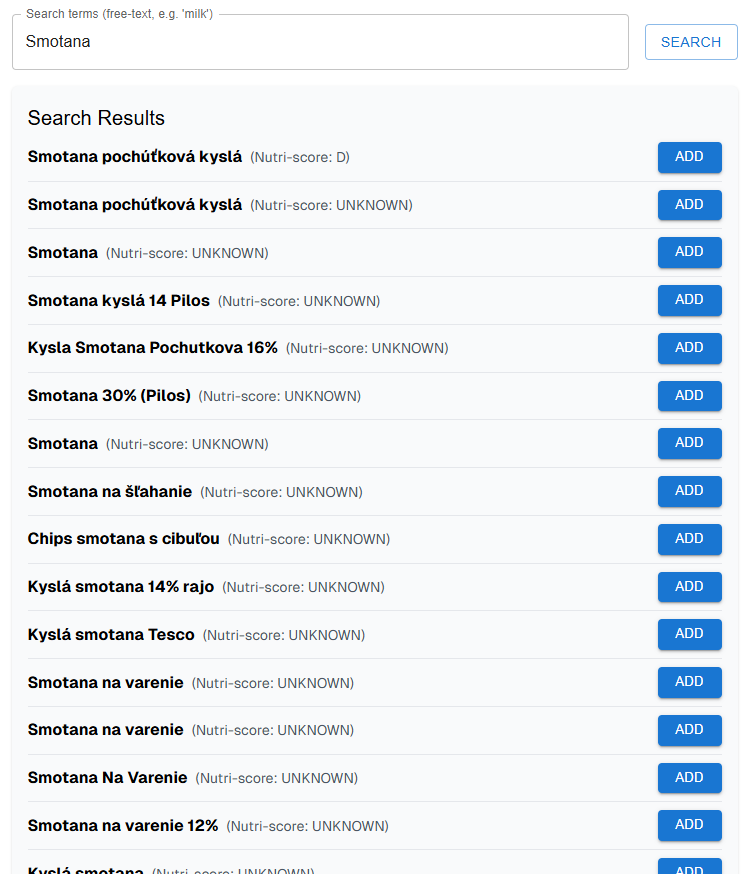 Search terms (free-text, e.g. 'milk')
Smotana
SEARCH
Search Results
Smotana pochúťková kyslá (Nutri-score: D) ADD
Smotana pochúťková kyslá (Nutri-score: UNKNOWN) ADD
Smotana (Nutri-score: UNKNOWN) ADD
Smotana kyslá 14 Pilos (Nutri-score: UNKNOWN) ADD
Kysla Smotana Pochutkova 16% (Nutri-score: UNKNOWN) ADD
Smotana 30% (Pilos) (Nutri-score: UNKNOWN) ADD
Smotana (Nutri-score: UNKNOWN) ADD
Smotana na šľahanie (Nutri-score: UNKNOWN) ADD
Chips smotana s cibuľou (Nutri-score: UNKNOWN) ADD
Kyslá smotana 14% rajo (Nutri-score: UNKNOWN) ADD
Kyslá smotana Tesco (Nutri-score: UNKNOWN) ADD
Smotana na varenie (Nutri-score: UNKNOWN) ADD
Smotana na varenie (Nutri-score: UNKNOWN) ADD
Smotana Na Varenie (Nutri-score: UNKNOWN) ADD
Smotana na varenie 12% (Nutri-score: UNKNOWN) ADD
Kyslá smotana (Nutri-score: UNKNOWN) ADD